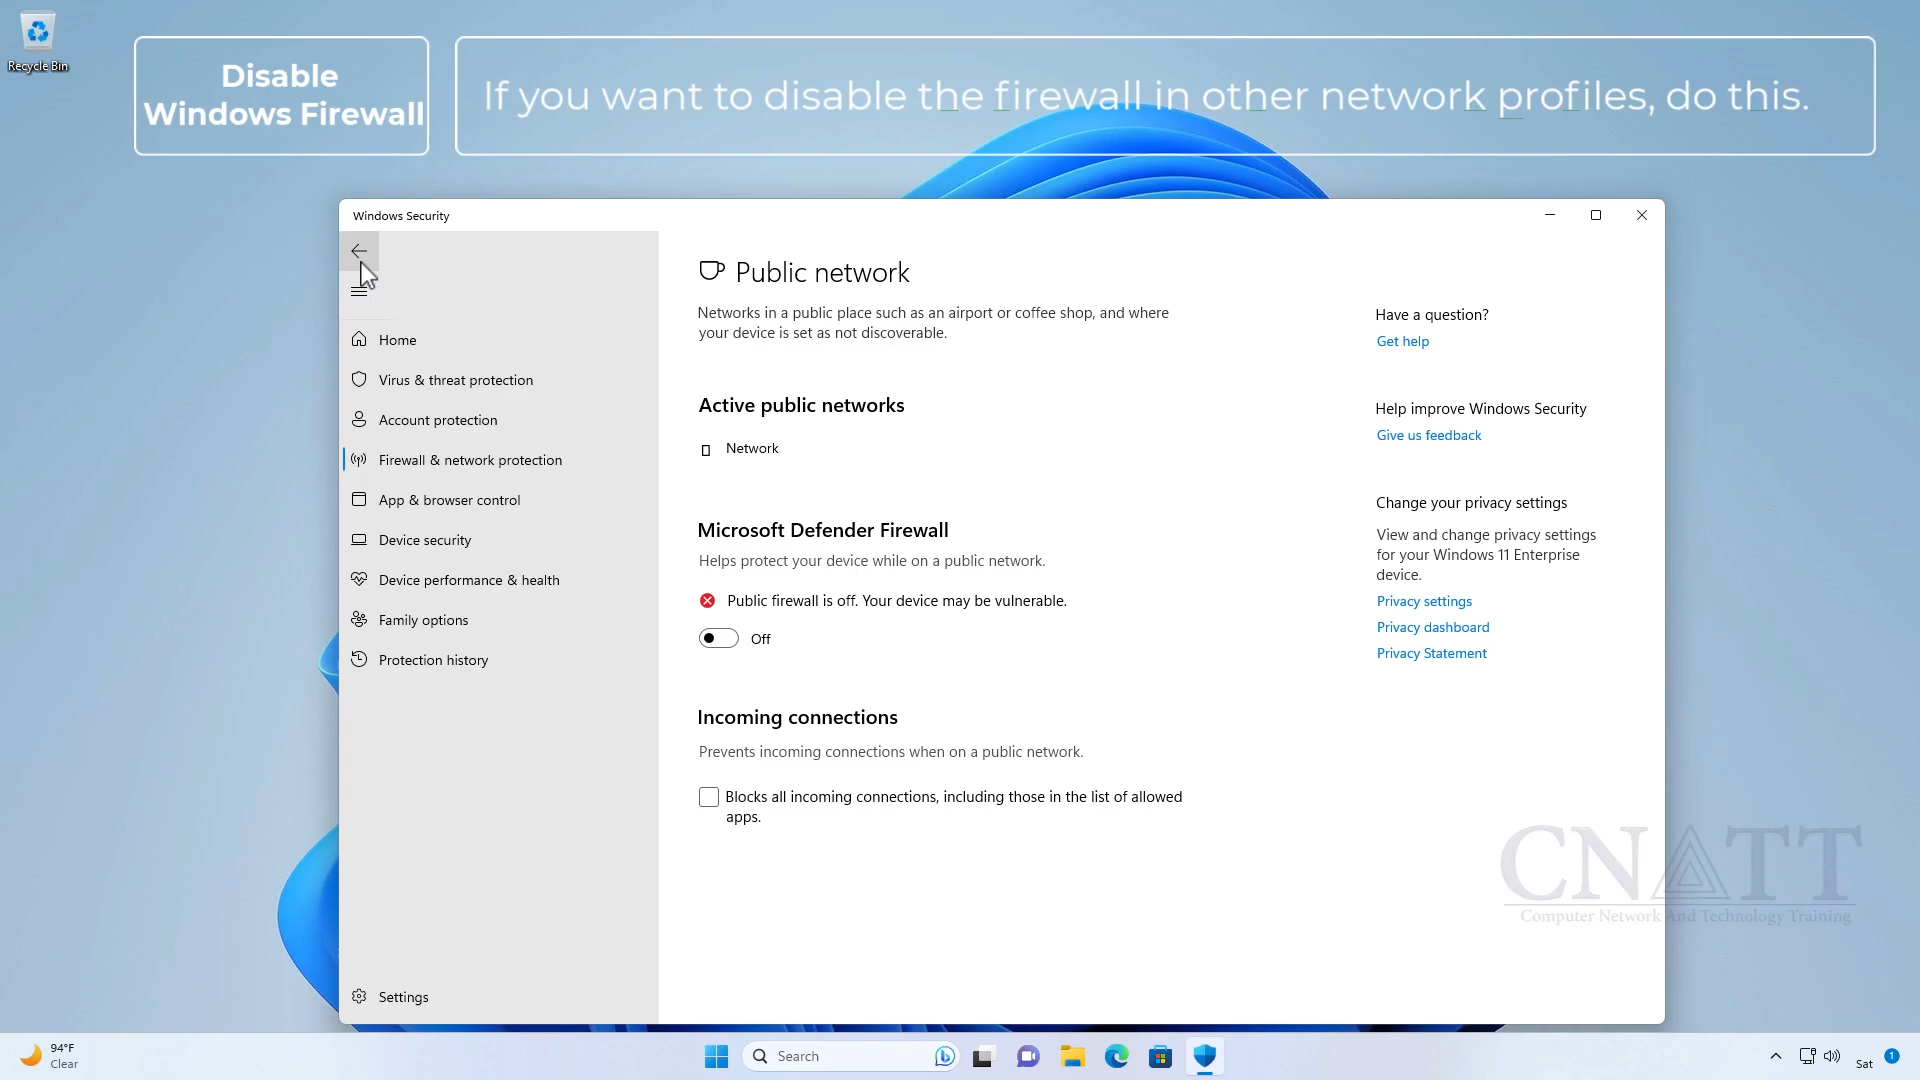 Recycle Bin
Disable
Windows Firewall
If you want to disable the firewall in other network profiles, do this.
Windows Security
Home
Virus & threat protection
Account protection
Firewall & network protection
App & browser control
Device security
Device performance & health
Family options
Protection history
Settings
Public network
Networks in a public place such as an airport or coffee shop, and where
your device is set as not discoverable.
Active public networks
Network
Microsoft Defender Firewall
Helps protect your device while on a public network.
Public firewall is off. Your device may be vulnerable.
Off
Incoming connections
Prevents incoming connections when on a public network.
Blocks all incoming connections, including those in the list of allowed
apps.
Have a question?
Get help
Help improve Windows Security
Give us feedback
Change your privacy settings
View and change privacy settings
for your Windows 11 Enterprise
device.
Privacy settings
Privacy dashboard
Privacy Statement
CNATT
Computer Network And Technology Training
94°F
Clear
Search
Sat
1